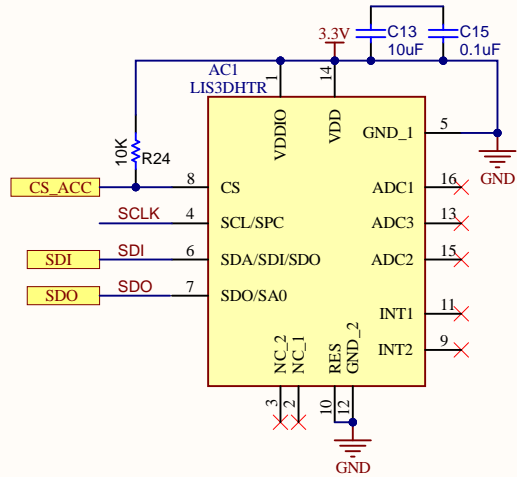 3.3V
C13
10uF
C15
0.1uF
AC1
LIS3DHTR
1
14
VDDIO
VDD
10K
R24
GND_1
5
GND
CS_ACC
8
CS
ADC1
16
SCLK
4
SCL/SPC
ADC3
13
SDI
SDI
6
SDA/SDI/SDO
ADC2
15
SDO
SDO
7
SDO/SA0
INT1
11
INT2
9
NC_2
NC_1
RES
GND_2
3
2
10
12
GND